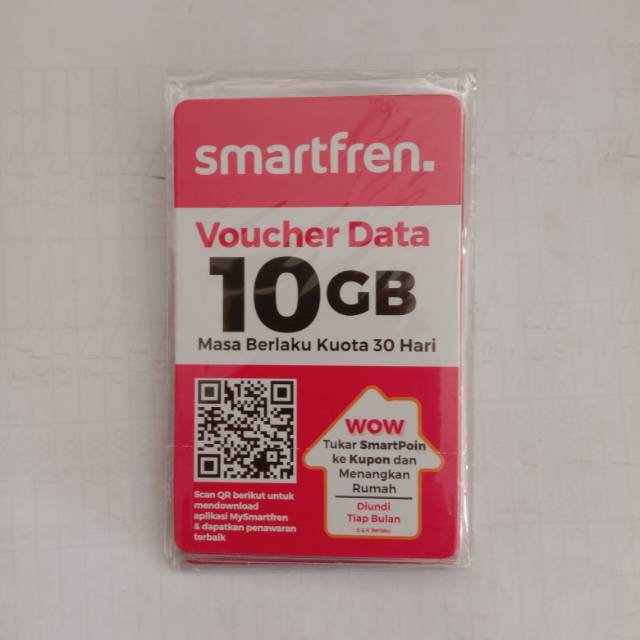 smartfren.
Voucher Data
10GB
Masa Berlaku Kuota 30 Hari
WOW
Tukar SmartPoin
ke Kupon dan
Menangkan
Rumah
Diundi
Tiap Bulan
S & K Berlaku
Scan QR berikut untuk
mendownload
aplikasi MySmartfren
& dapatkan penawaran
terbaik